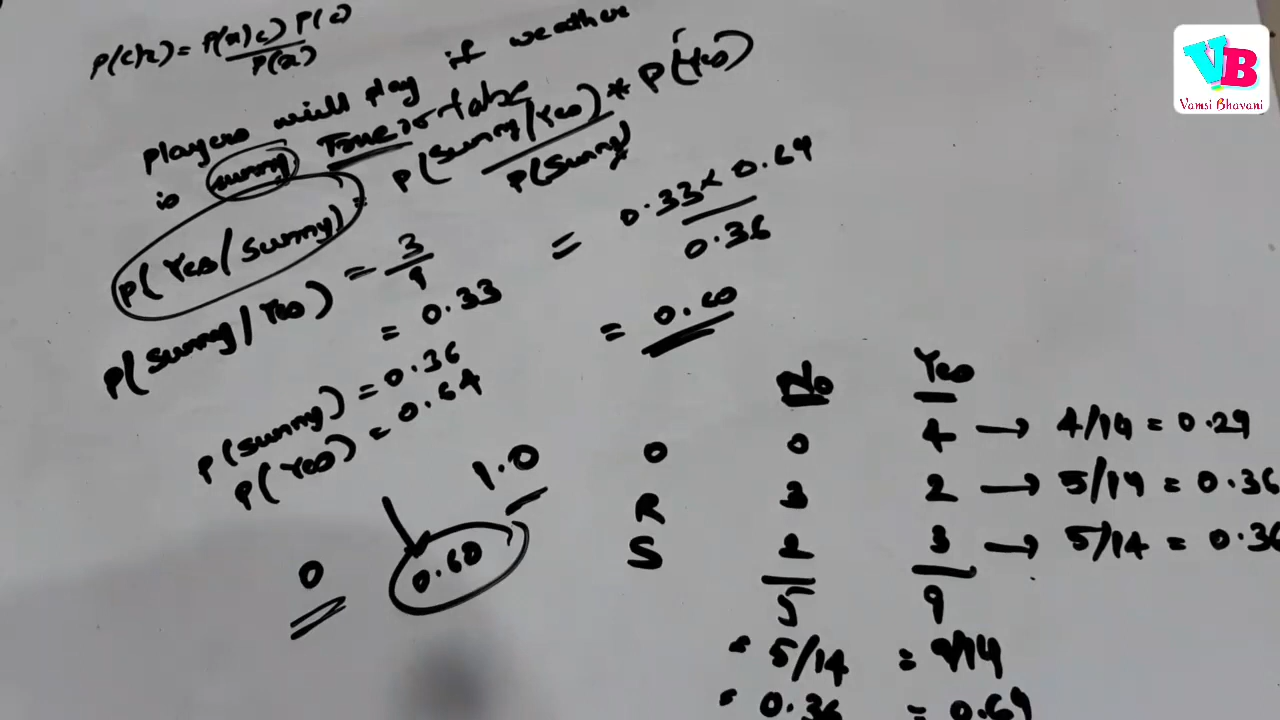 P(c/x) = P(x/c) P(c)
P(x)
players will play if weather
is sunny True or false
P(Yes/Sunny) = P(Sunny/Yes) * P(Yes)
P(Sunny)
P(Sunny/Yes) = 3/9
= 0.33
= 0.33 x 0.64
0.36
= 0.60
P(Sunny) = 0.36
P(Yes) = 0.64
0 0.60 1.0
No Yes
O 0 4 → 4/14 = 0.29
R 3 2 → 5/14 = 0.36
S 2 3 → 5/14 = 0.36
5 9
= 5/14 = 9/14
= 0.36 = 0.64
VB
Vamsi Bhavani